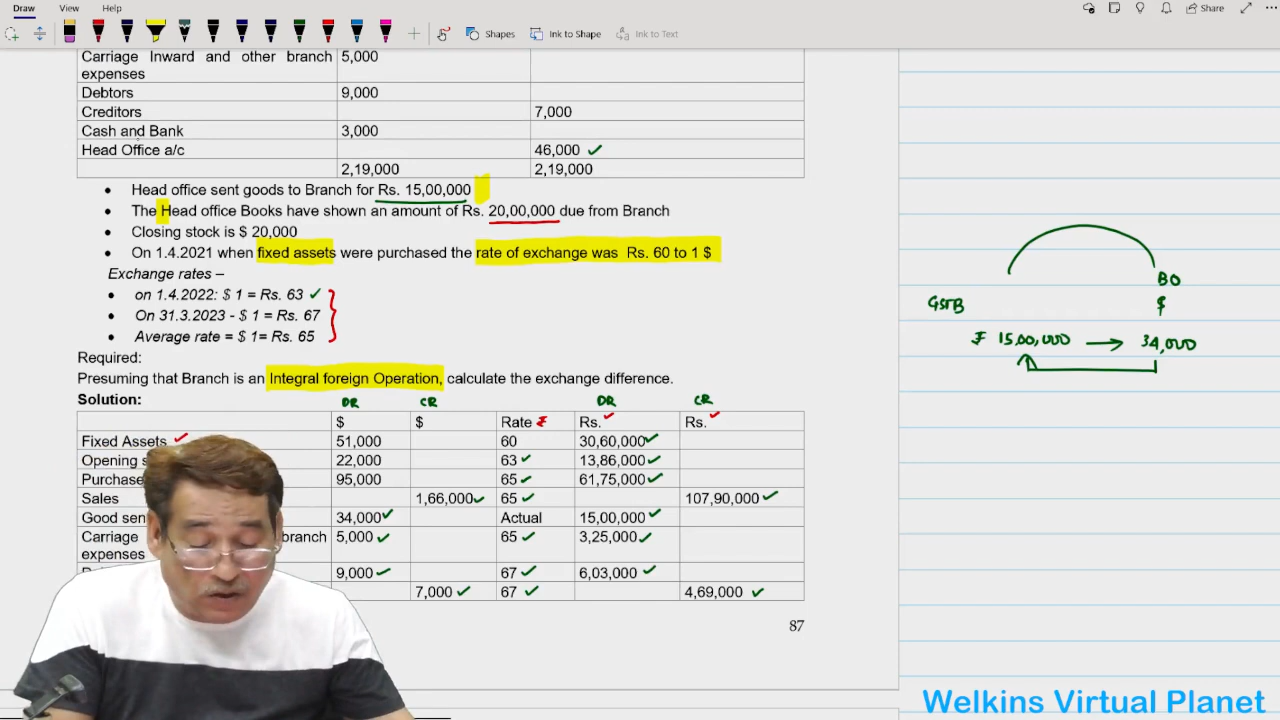 Draw View Help
Shapes Ink to Shape Ink to Text Share
Carriage Inward and other branch expenses 5,000
Debtors 9,000
Creditors 7,000
Cash and Bank 3,000
Head Office a/c 46,000 ✓
2,19,000 2,19,000
• Head office sent goods to Branch for Rs. 15,00,000
• The Head office Books have shown an amount of Rs. 20,00,000 due from Branch
• Closing stock is $ 20,000
• On 1.4.2021 when fixed assets were purchased the rate of exchange was Rs. 60 to 1 $
Exchange rates –
• on 1.4.2022: $ 1 = Rs. 63 ✓
• On 31.3.2023 - $ 1 = Rs. 67
• Average rate = $ 1= Rs. 65
Required:
Presuming that Branch is an Integral foreign Operation, calculate the exchange difference.
Solution:
DR CR DR CR
$ $ Rate ₹ Rs. ✓ Rs. ✓
Fixed Assets ✓ 51,000 60 30,60,000 ✓
Opening 22,000 63 ✓ 13,86,000 ✓
Purchase 95,000 65 ✓ 61,75,000 ✓
Sales 1,66,000 ✓ 65 ✓ 107,90,000 ✓
Good sen 34,000 ✓ Actual 15,00,000 ✓
Carriage branch 5,000 ✓ 65 ✓ 3,25,000 ✓
expenses
9,000 ✓ 67 ✓ 6,03,000 ✓
7,000 ✓ 67 ✓ 4,69,000 ✓
87
BO
GSTB $
₹ 15,00,000 → 34,000
Welkins Virtual Planet